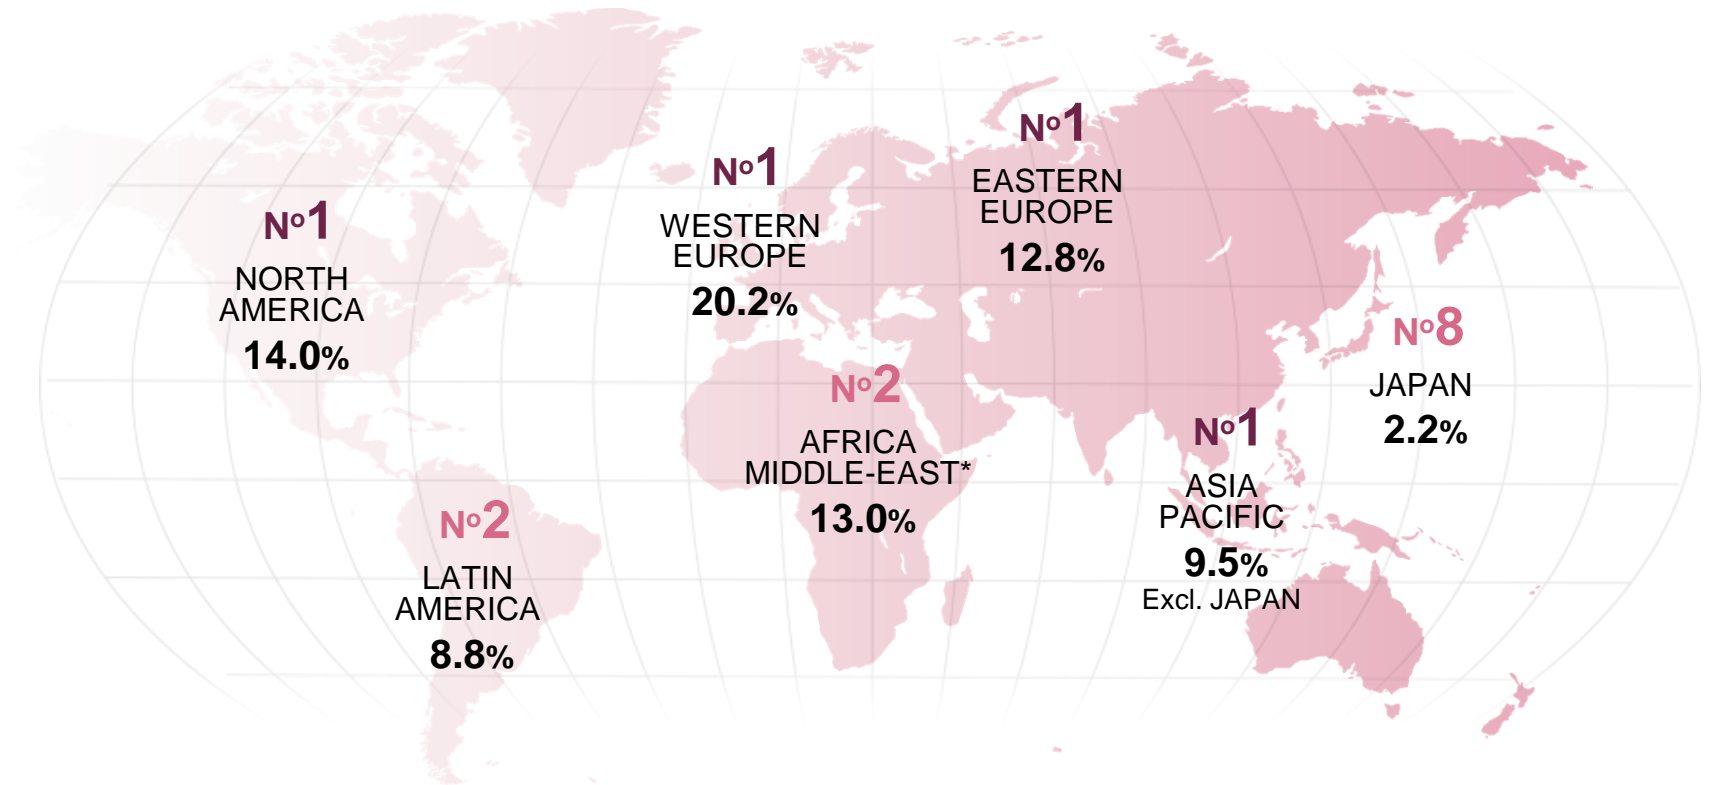 Nº1
NORTH
AMERICA
14.0%
Nº1
WESTERN
EUROPE
20.2%
Nº1
EASTERN
EUROPE
12.8%
Nº8
JAPAN
2.2%
Nº2
AFRICA
MIDDLE-EAST*
13.0%
Nº1
ASIA
PACIFIC
9.5%
Excl. JAPAN
Nº2
LATIN
AMERICA
8.8%